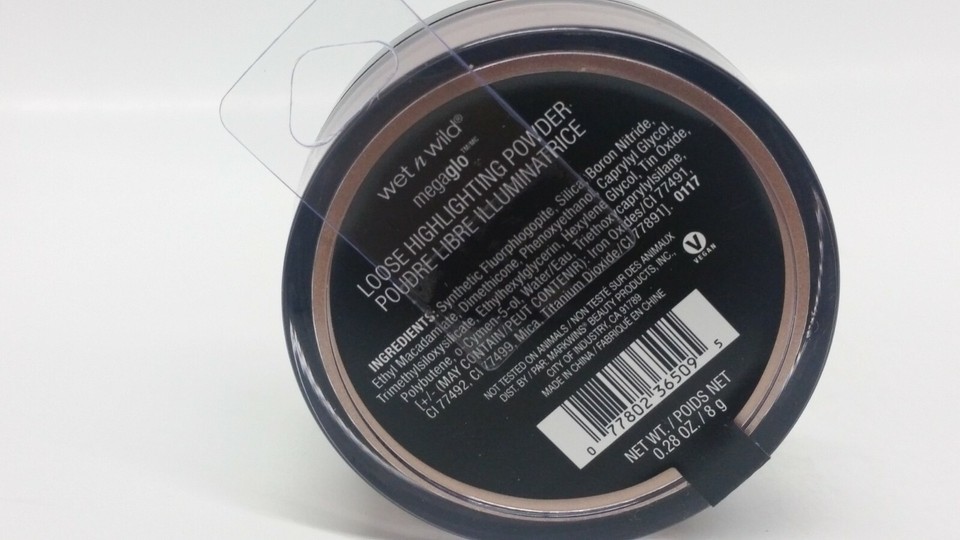 wet n wild®
megaglo™/MC
LOOSE HIGHLIGHTING POWDER
POUDRE LIBRE ILLUMINATRICE
INGREDIENTS: Synthetic Fluorphlogopite, Silica, Boron Nitride,
Ethyl Macadamiate, Dimethicone, Phenoxyethanol, Caprylyl Glycol,
Trimethylsiloxysilicate, Ethylhexylglycerin, Hexylene Glycol, Tin Oxide,
Polybutene, o-Cymen-5-ol, Water/Eau, Triethoxycaprylylsilane,
[+/- (MAY CONTAIN/PEUT CONTENIR): Iron Oxides/CI 77491,
CI 77492, CI 77499, Mica, Titanium Dioxide/CI 77891]. 0117
NOT TESTED ON ANIMALS / NON TESTÉ SUR DES ANIMAUX
DIST. BY / PAR: MARKWINS® BEAUTY PRODUCTS, INC.,
CITY OF INDUSTRY, CA 91789
MADE IN CHINA / FABRIQUÉ EN CHINE
V
VEGAN
0 77802 36509 5
NET WT. / POIDS NET
0.28 OZ. / 8 g